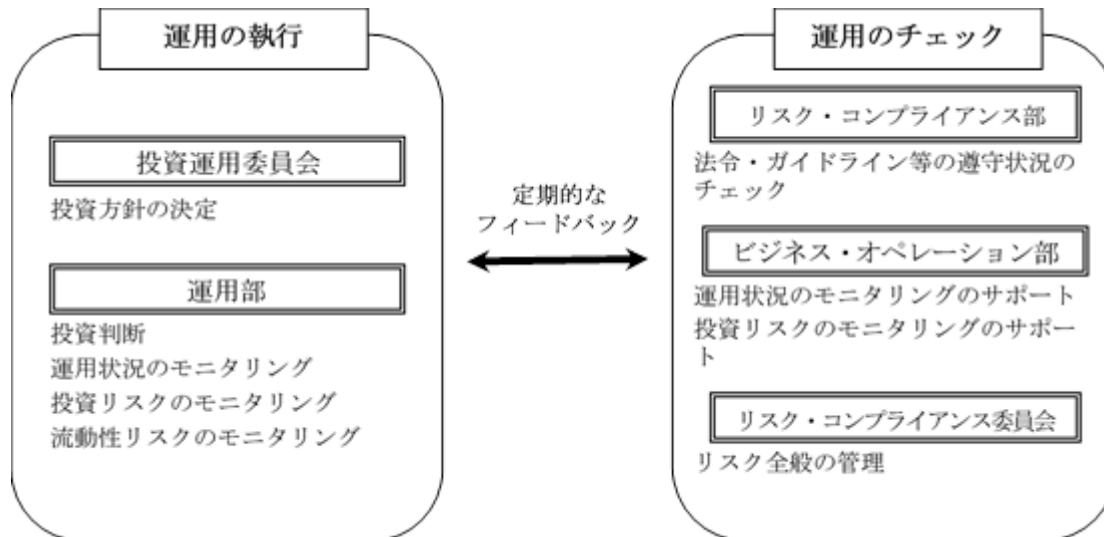 運用の執行
投資運用委員会
投資方針の決定
運用部
投資判断
運用状況のモニタリング
投資リスクのモニタリング
流動性リスクのモニタリング
定期的な
フィードバック
運用のチェック
リスク・コンプライアンス部
法令・ガイドライン等の遵守状況の
チェック
ビジネス・オペレーション部
運用状況のモニタリングのサポート
投資リスクのモニタリングのサポー
ト
リスク・コンプライアンス委員会
リスク全般の管理